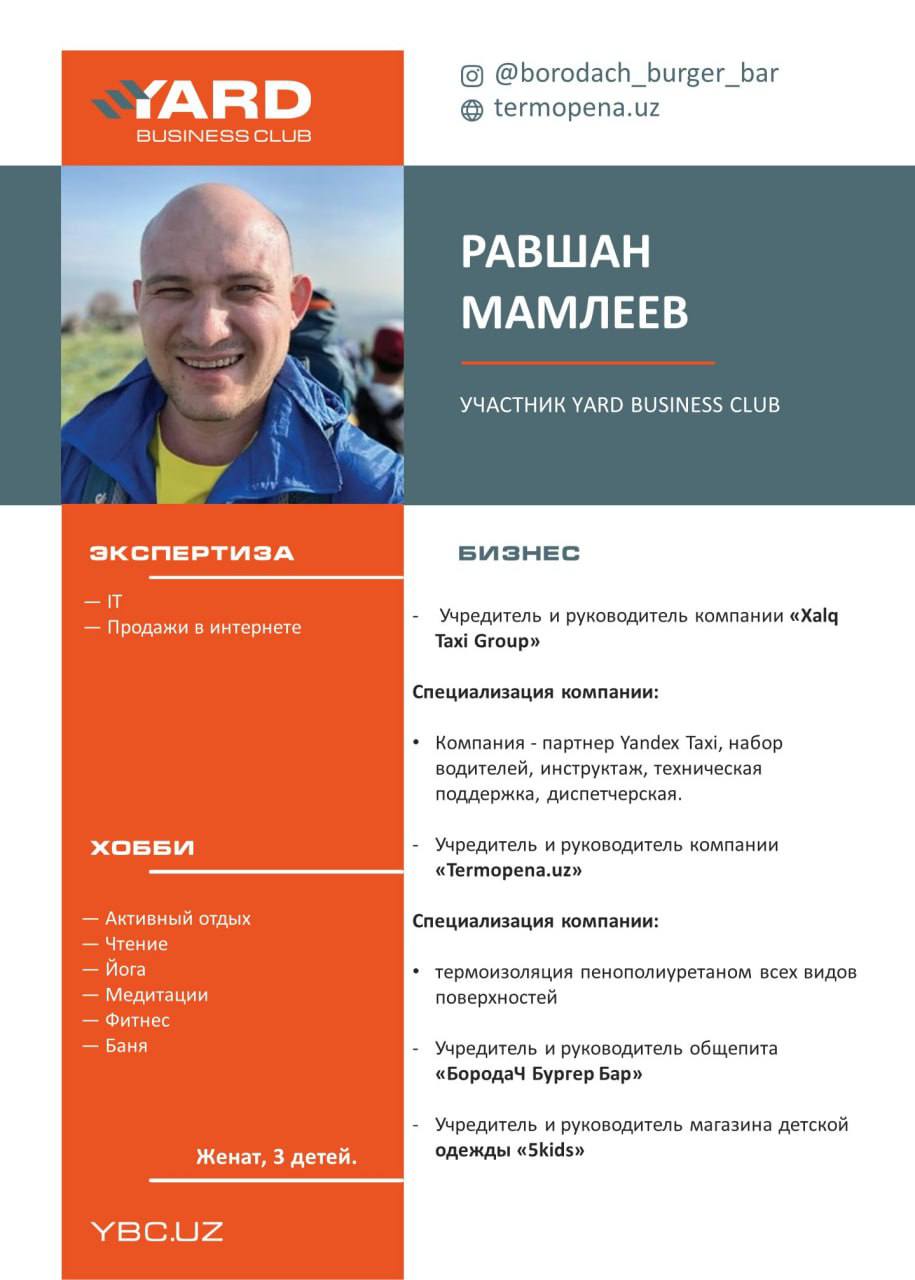 YARD
BUSINESS CLUB
@borodach_burger_bar
termopena.uz
РАВШАН
МАМЛЕЕВ
УЧАСТНИК YARD BUSINESS CLUB
ЭКСПЕРТИЗА
— IT
— Продажи в интернете
ХОББИ
— Активный отдых
— Чтение
— Йога
— Медитации
— Фитнес
— Баня
Женат, 3 детей.
YBC.UZ
БИЗНЕС
- Учредитель и руководитель компании «Xalq
Taxi Group»
Специализация компании:
• Компания - партнер Yandex Taxi, набор
водителей, инструктаж, техническая
поддержка, диспетчерская.
- Учредитель и руководитель компании
«Termopena.uz»
Специализация компании:
• термоизоляция пенополиуретаном всех видов
поверхностей
- Учредитель и руководитель общепита
«БородаЧ Бургер Бар»
- Учредитель и руководитель магазина детской
одежды «5kids»